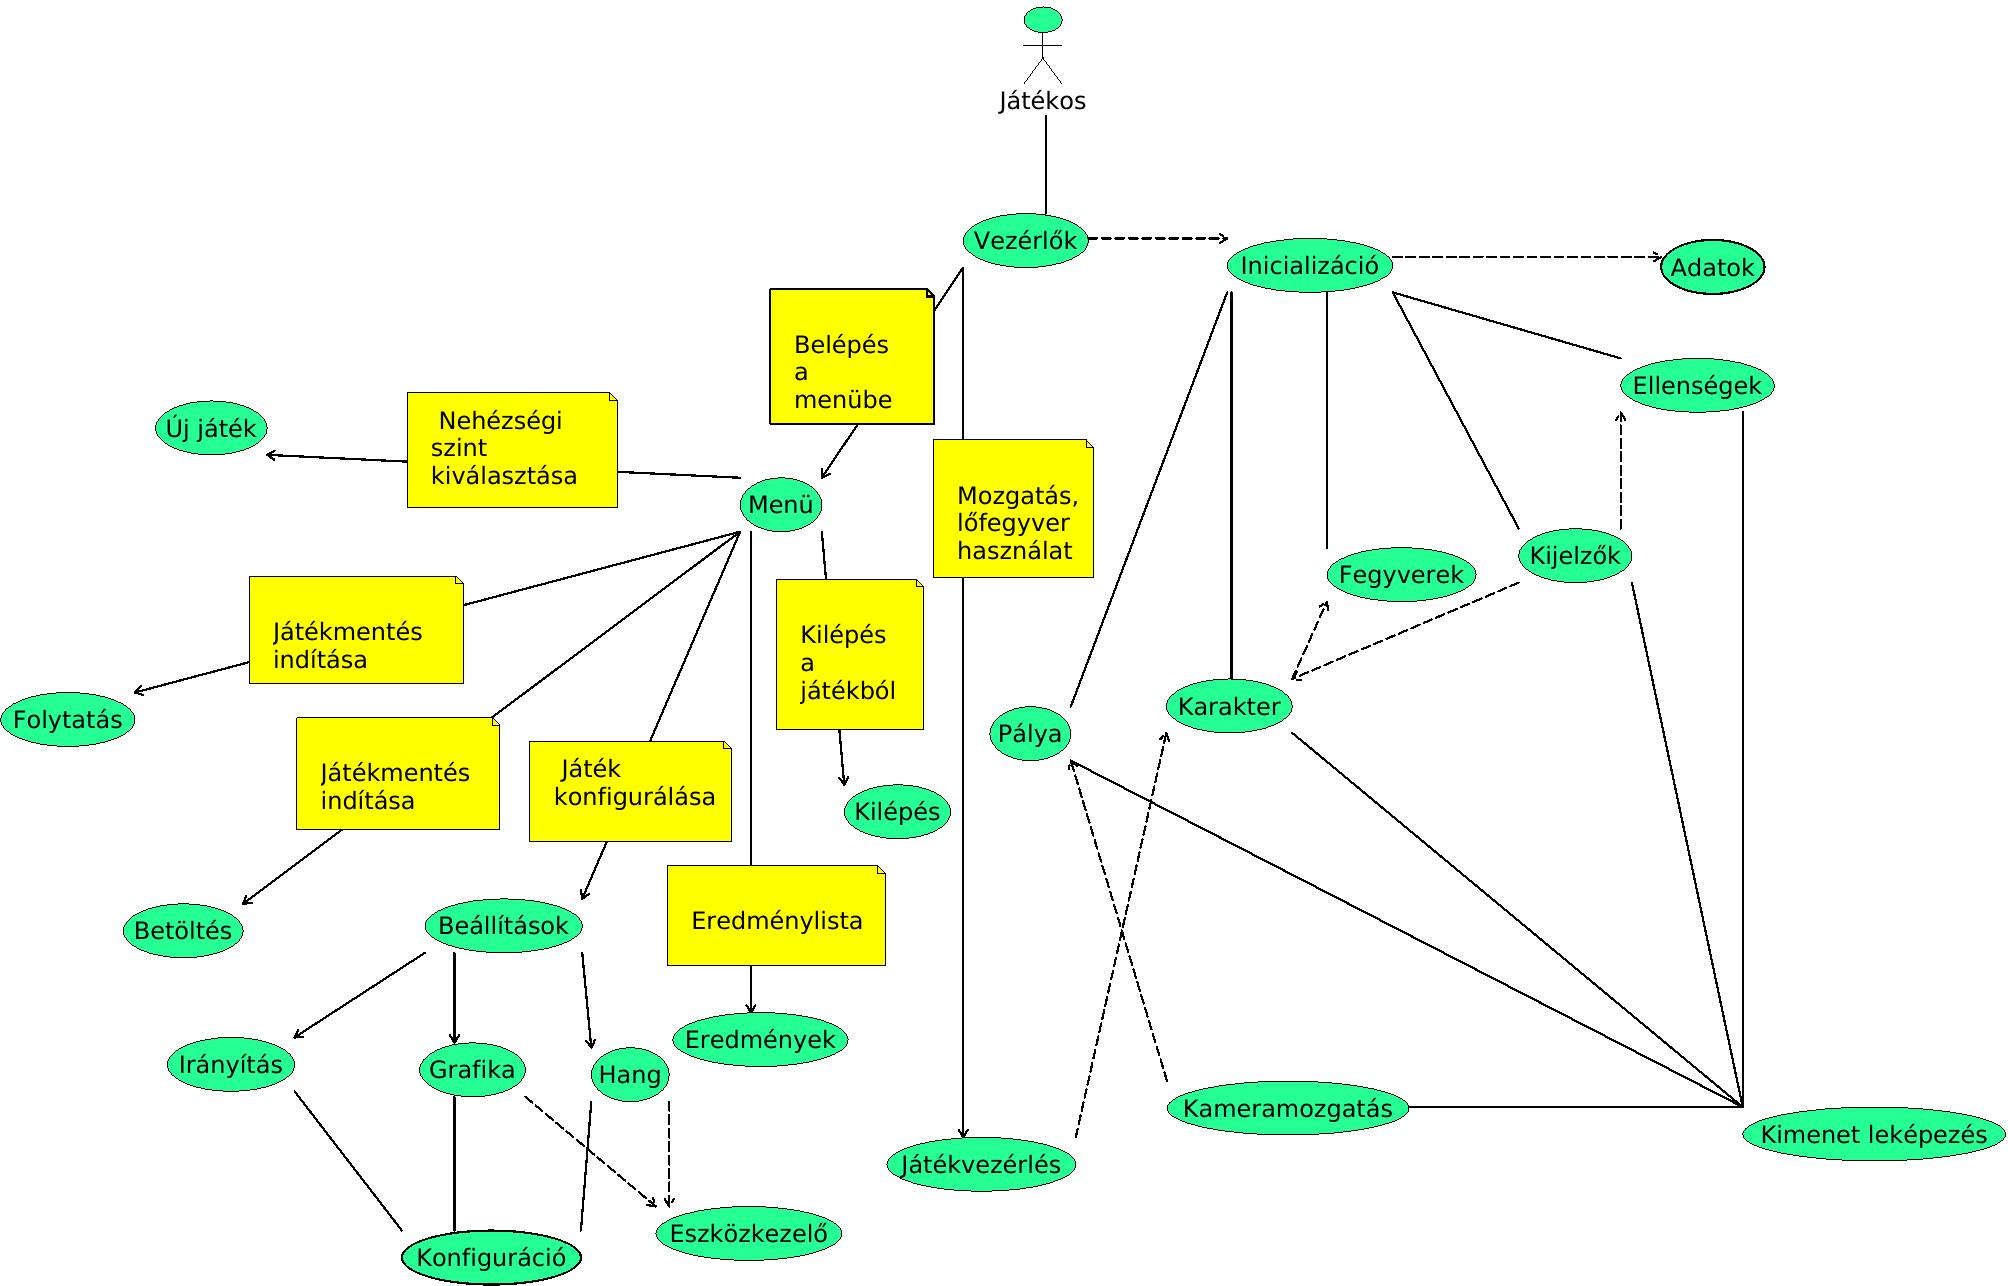 Játékos
Vezérlők
Inicializáció
Adatok
Belépés
a
menübe
Ellenségek
Nehézségi
szint
kiválasztása
Új játék
Menü
Mozgatás,
lőfegyver
használat
Kijelzők
Fegyverek
Játékmentés
indítása
Kilépés
a
játékból
Folytatás
Pálya
Karakter
Játékmentés
indítása
Játék
konfigurálása
Kilépés
Betöltés
Beállítások
Eredménylista
Irányítás
Grafika
Hang
Eredmények
Kameramozgatás
Kimenet leképezés
Játékvezérlés
Eszközkezelő
Konfiguráció